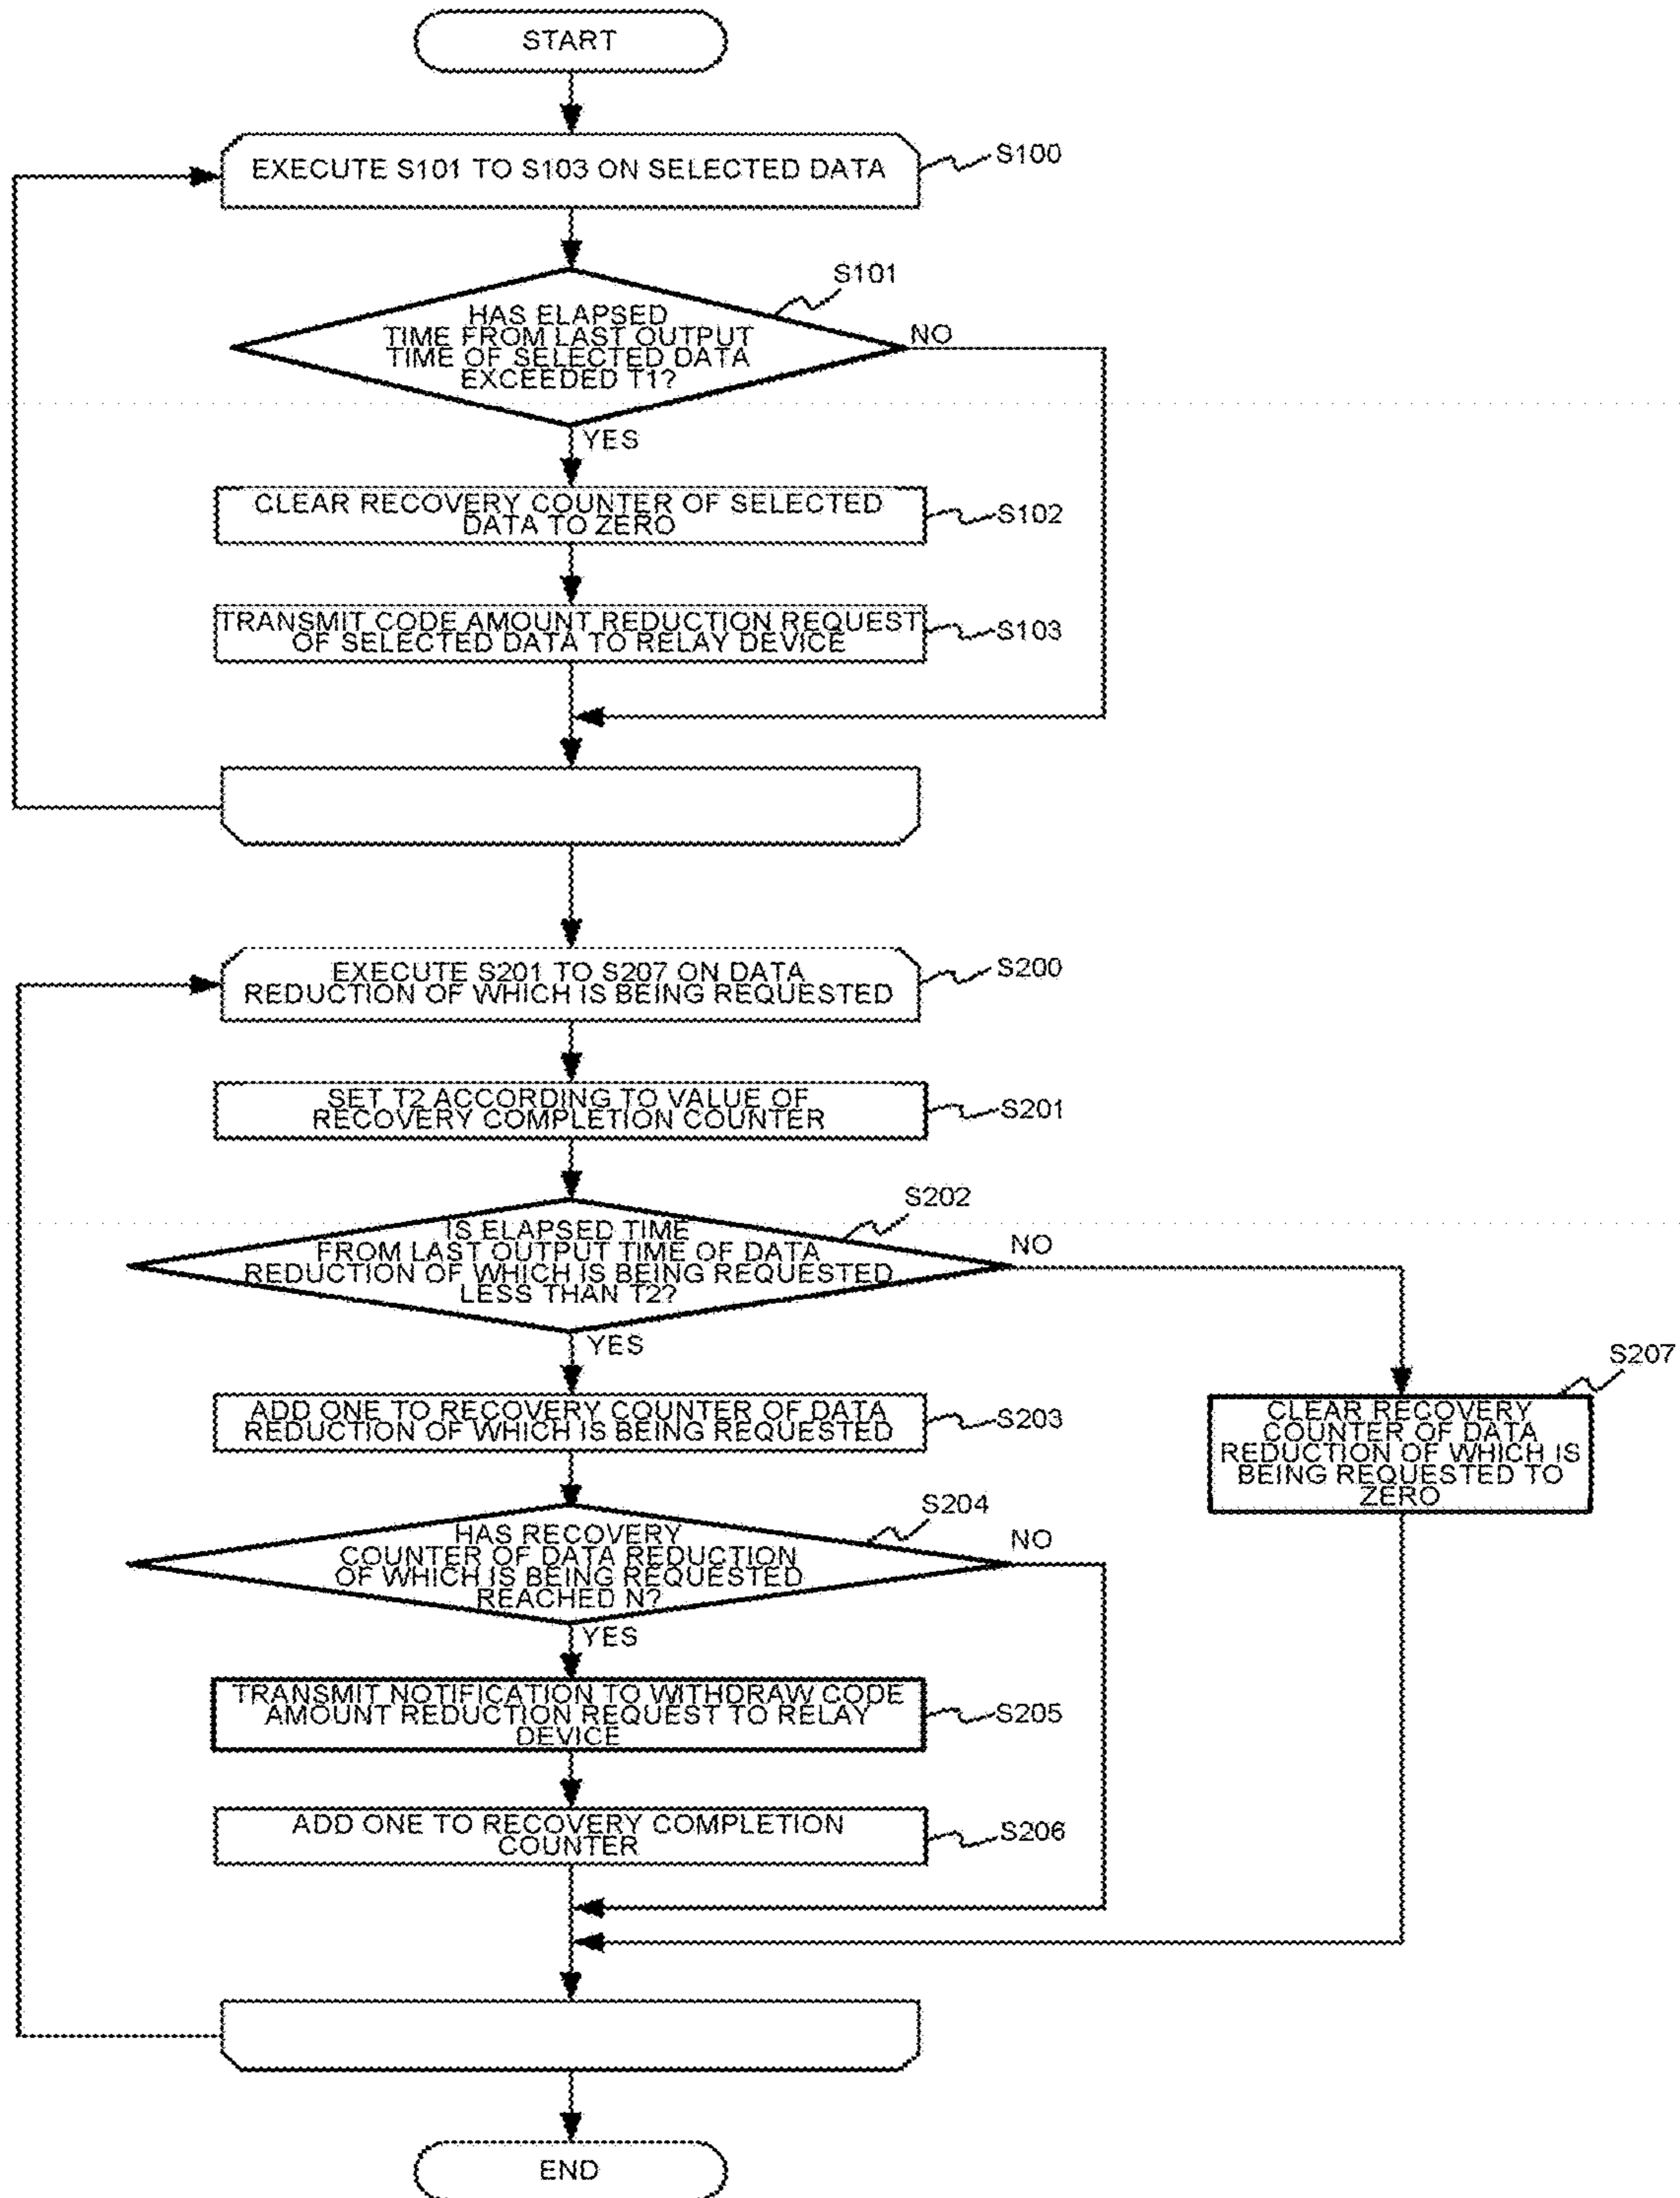 START
EXECUTE S101 TO S103 ON SELECTED DATA
S100
S101
HAS ELAPSED
TIME FROM LAST OUTPUT
TIME OF SELECTED DATA
EXCEEDED T1?
NO
YES
CLEAR RECOVERY COUNTER OF SELECTED
DATA TO ZERO
S102
TRANSMIT CODE AMOUNT REDUCTION REQUEST
OF SELECTED DATA TO RELAY DEVICE
S103
EXECUTE S201 TO S207 ON DATA
REDUCTION OF WHICH IS BEING REQUESTED
S200
SET T2 ACCORDING TO VALUE OF
RECOVERY COMPLETION COUNTER
S201
S202
IS ELAPSED TIME
FROM LAST OUTPUT TIME OF DATA
REDUCTION OF WHICH IS BEING REQUESTED
LESS THAN T2?
NO
YES
S207
CLEAR RECOVERY
COUNTER OF DATA
REDUCTION OF WHICH IS
BEING REQUESTED TO
ZERO
ADD ONE TO RECOVERY COUNTER OF DATA
REDUCTION OF WHICH IS BEING REQUESTED
S203
S204
HAS RECOVERY
COUNTER OF DATA REDUCTION
OF WHICH IS BEING REQUESTED
REACHED N?
NO
YES
TRANSMIT NOTIFICATION TO WITHDRAW CODE
AMOUNT REDUCTION REQUEST TO RELAY
DEVICE
S205
ADD ONE TO RECOVERY COMPLETION
COUNTER
S206
END